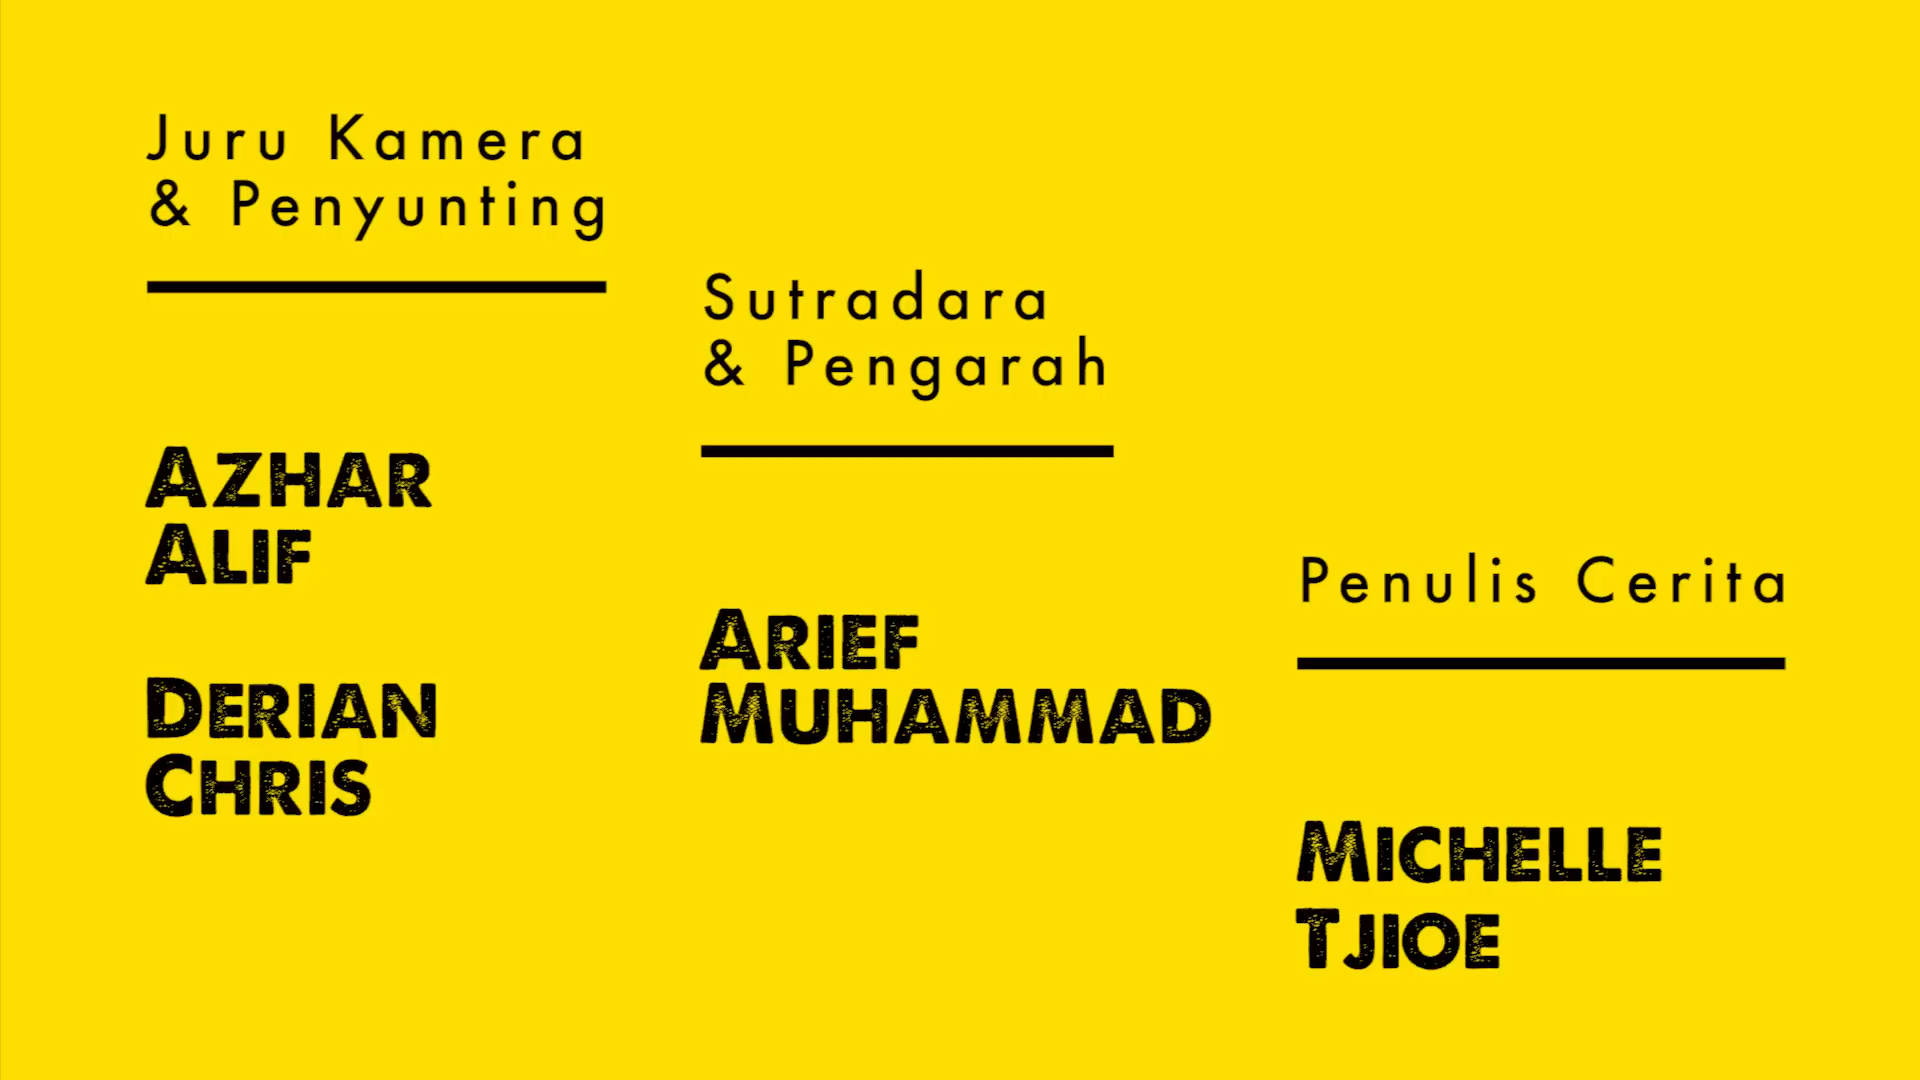 Juru Kamera
& Penyunting
AZHAR
ALIF
DERIAN
CHRIS
Sutradara
& Pengarah
ARIEF
MUHAMMAD
Penulis Cerita
MICHELLE
TJIOE